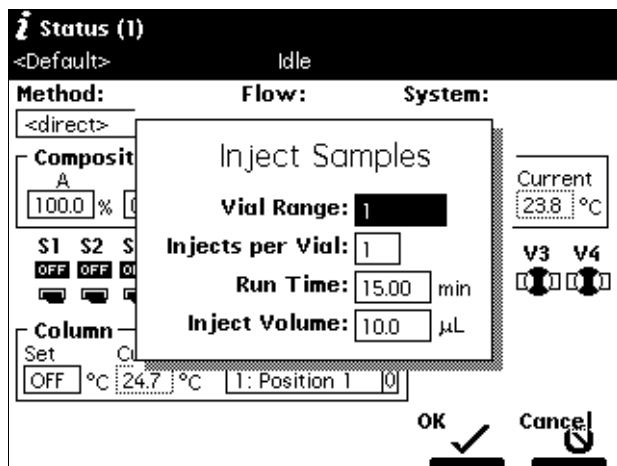 i Status (1)
<Default> Idle
Method: Flow: System:
<direct>
Inject Samples
Composit
A
Current
100.0 %
Vial Range: 1
23.8 °C
S1 S2 S
Injects per Vial: 1
V3 V4
OFF OFF
Run Time: 15.00 min
Inject Volume: 10.0 µL
Column
Set
OFF °C 24.7 °C 1: Position 1 0
OK Cancel